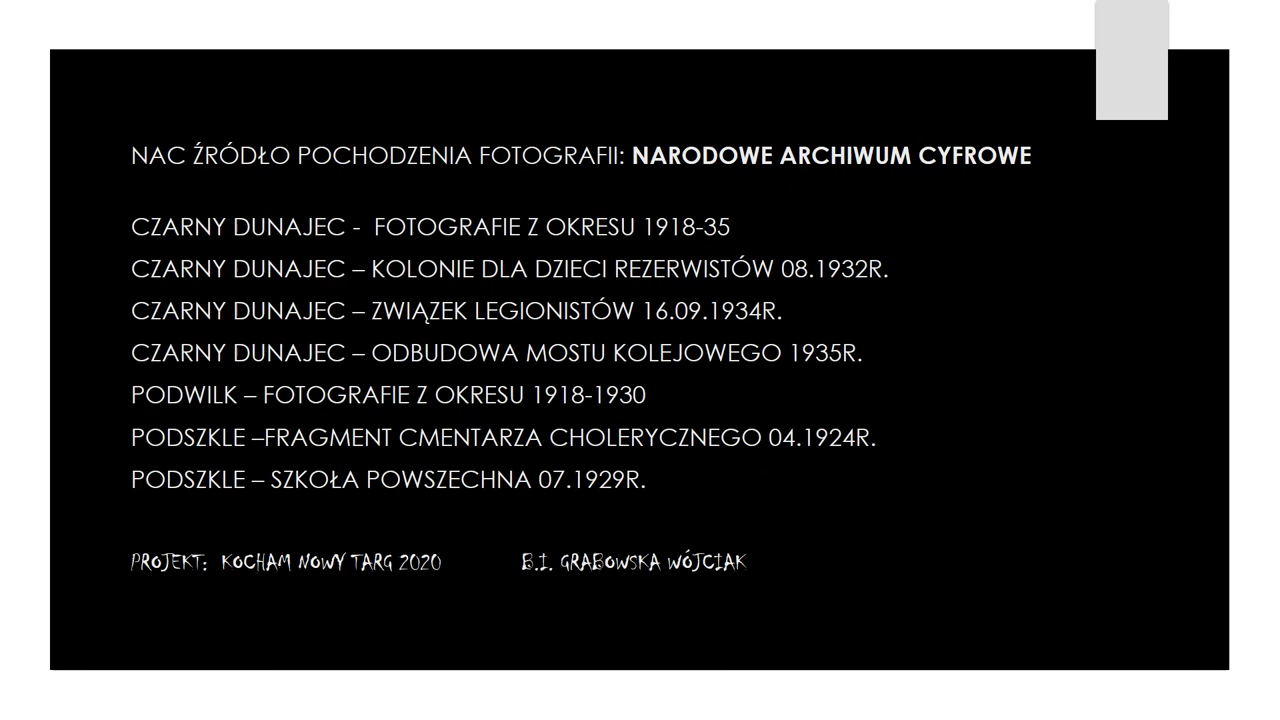 NAC ŹRÓDŁO POCHODZENIA FOTOGRAFII: NARODOWE ARCHIWUM CYFROWE
CZARNY DUNAJEC -  FOTOGRAFIE Z OKRESU 1918-35
CZARNY DUNAJEC – KOLONIE DLA DZIECI REZERWISTÓW 08.1932R.
CZARNY DUNAJEC – ZWIĄZEK LEGIONISTÓW 16.09.1934R.
CZARNY DUNAJEC – ODBUDOWA MOSTU KOLEJOWEGO 1935R.
PODWILK – FOTOGRAFIE Z OKRESU 1918-1930
PODSZKLE –FRAGMENT CMENTARZA CHOLERYCZNEGO 04.1924R.
PODSZKLE – SZKOŁA POWSZECHNA 07.1929R.
PROJEKT:  KOCHAM NOWY TARG 2020 B.I. GRABOWSKA WÓJCIAK